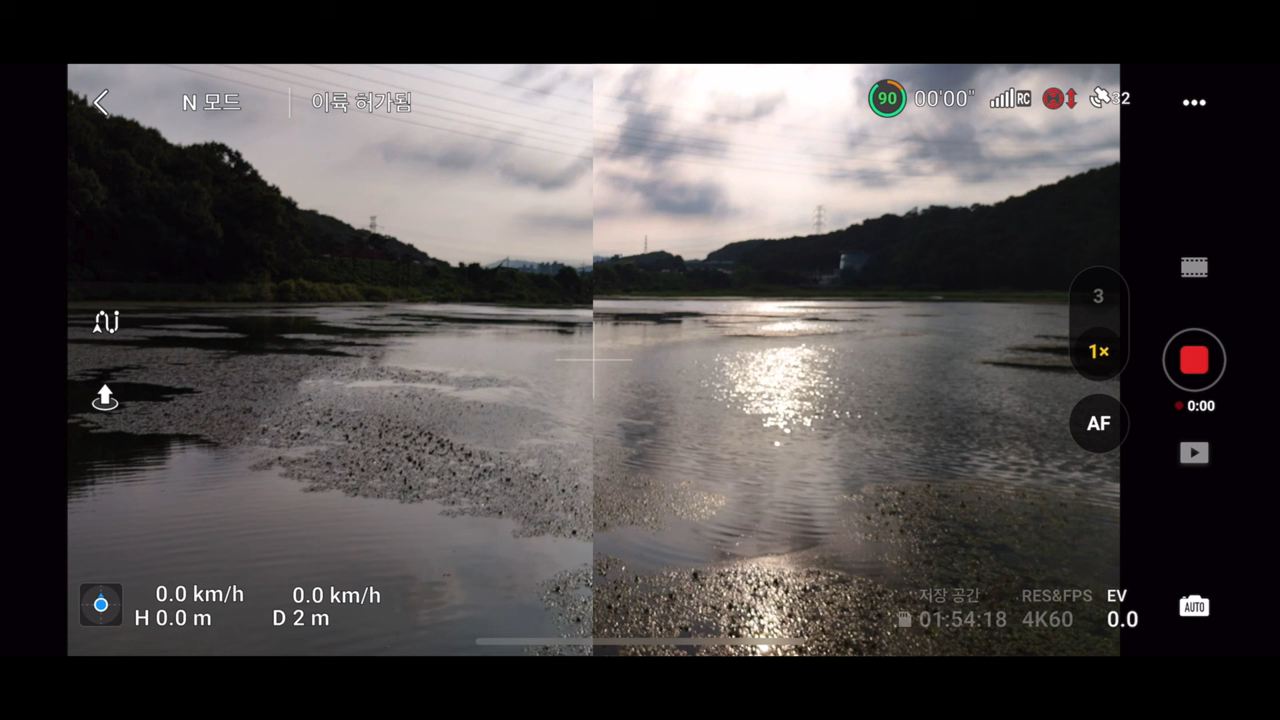 N 모드 이륙 허가됨 90 00'00" RC 32
3
1×
AF
0:00
0.0 km/h 0.0 km/h
H 0.0 m D 2 m
저장 공간 RES&FPS EV
01:54:18 4K60 0.0
AUTO